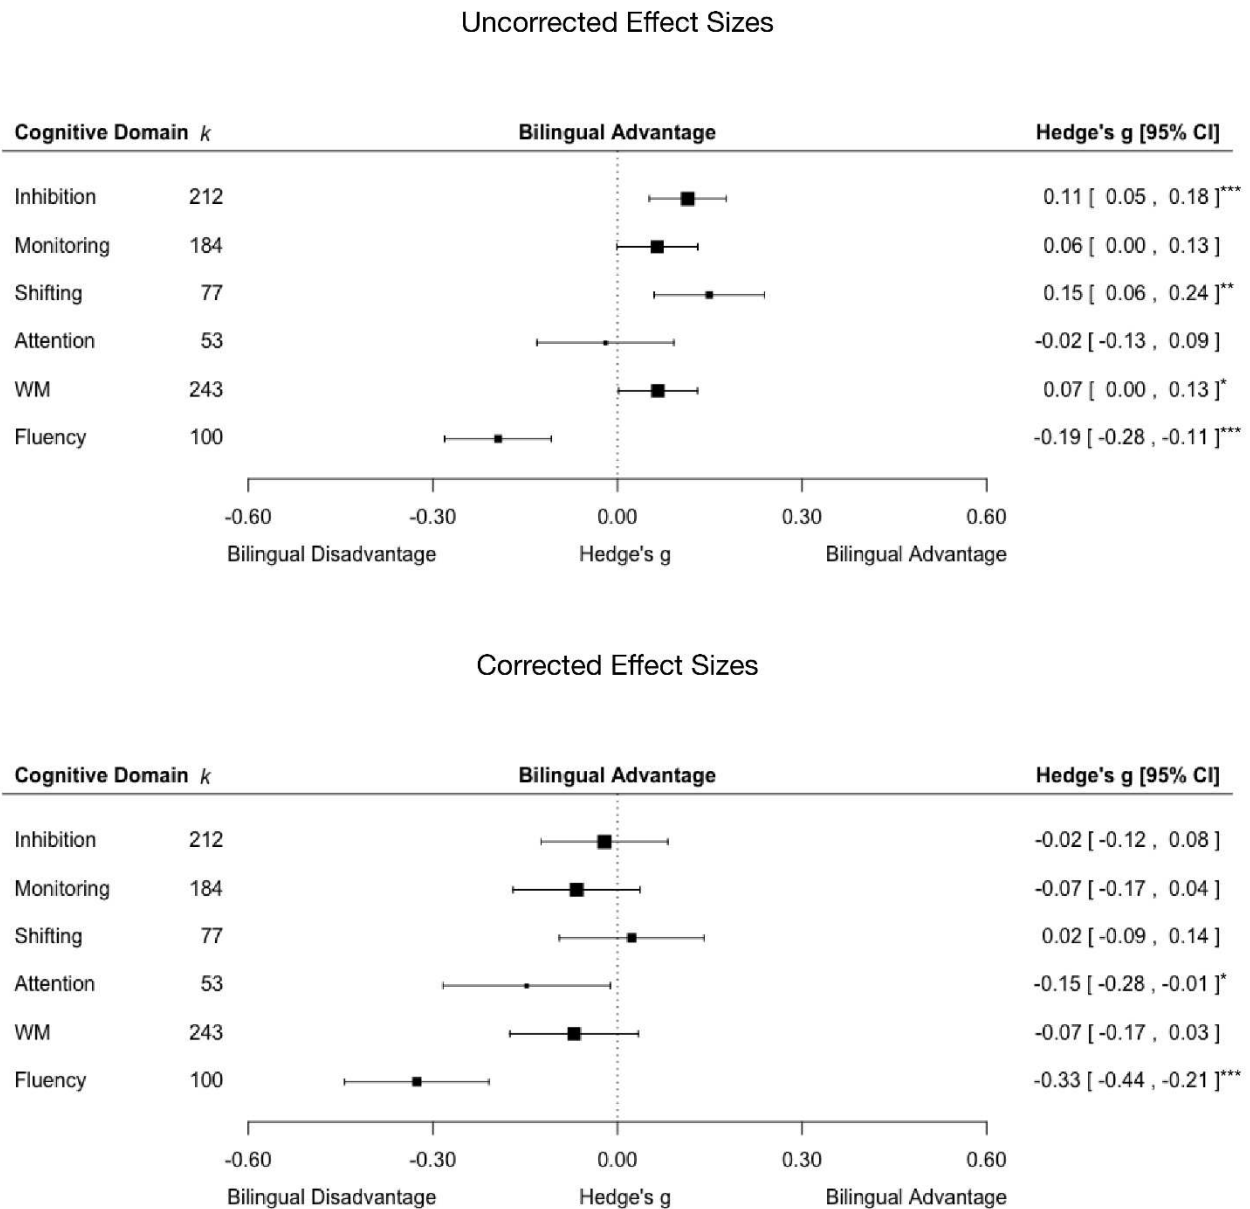 Uncorrected Effect Sizes
Cognitive Domain k Bilingual Advantage Hedge's g [95% CI]
Inhibition 212 0.11 [ 0.05 , 0.18 ]***
Monitoring 184 0.06 [ 0.00 , 0.13 ]
Shifting 77 0.15 [ 0.06 , 0.24 ]**
Attention 53 -0.02 [ -0.13 , 0.09 ]
WM 243 0.07 [ 0.00 , 0.13 ]*
Fluency 100 -0.19 [ -0.28 , -0.11 ]***
-0.60 -0.30 0.00 0.30 0.60
Bilingual Disadvantage Hedge's g Bilingual Advantage
Corrected Effect Sizes
Cognitive Domain k Bilingual Advantage Hedge's g [95% CI]
Inhibition 212 -0.02 [ -0.12 , 0.08 ]
Monitoring 184 -0.07 [ -0.17 , 0.04 ]
Shifting 77 0.02 [ -0.09 , 0.14 ]
Attention 53 -0.15 [ -0.28 , -0.01 ]*
WM 243 -0.07 [ -0.17 , 0.03 ]
Fluency 100 -0.33 [ -0.44 , -0.21 ]***
-0.60 -0.30 0.00 0.30 0.60
Bilingual Disadvantage Hedge's g Bilingual Advantage